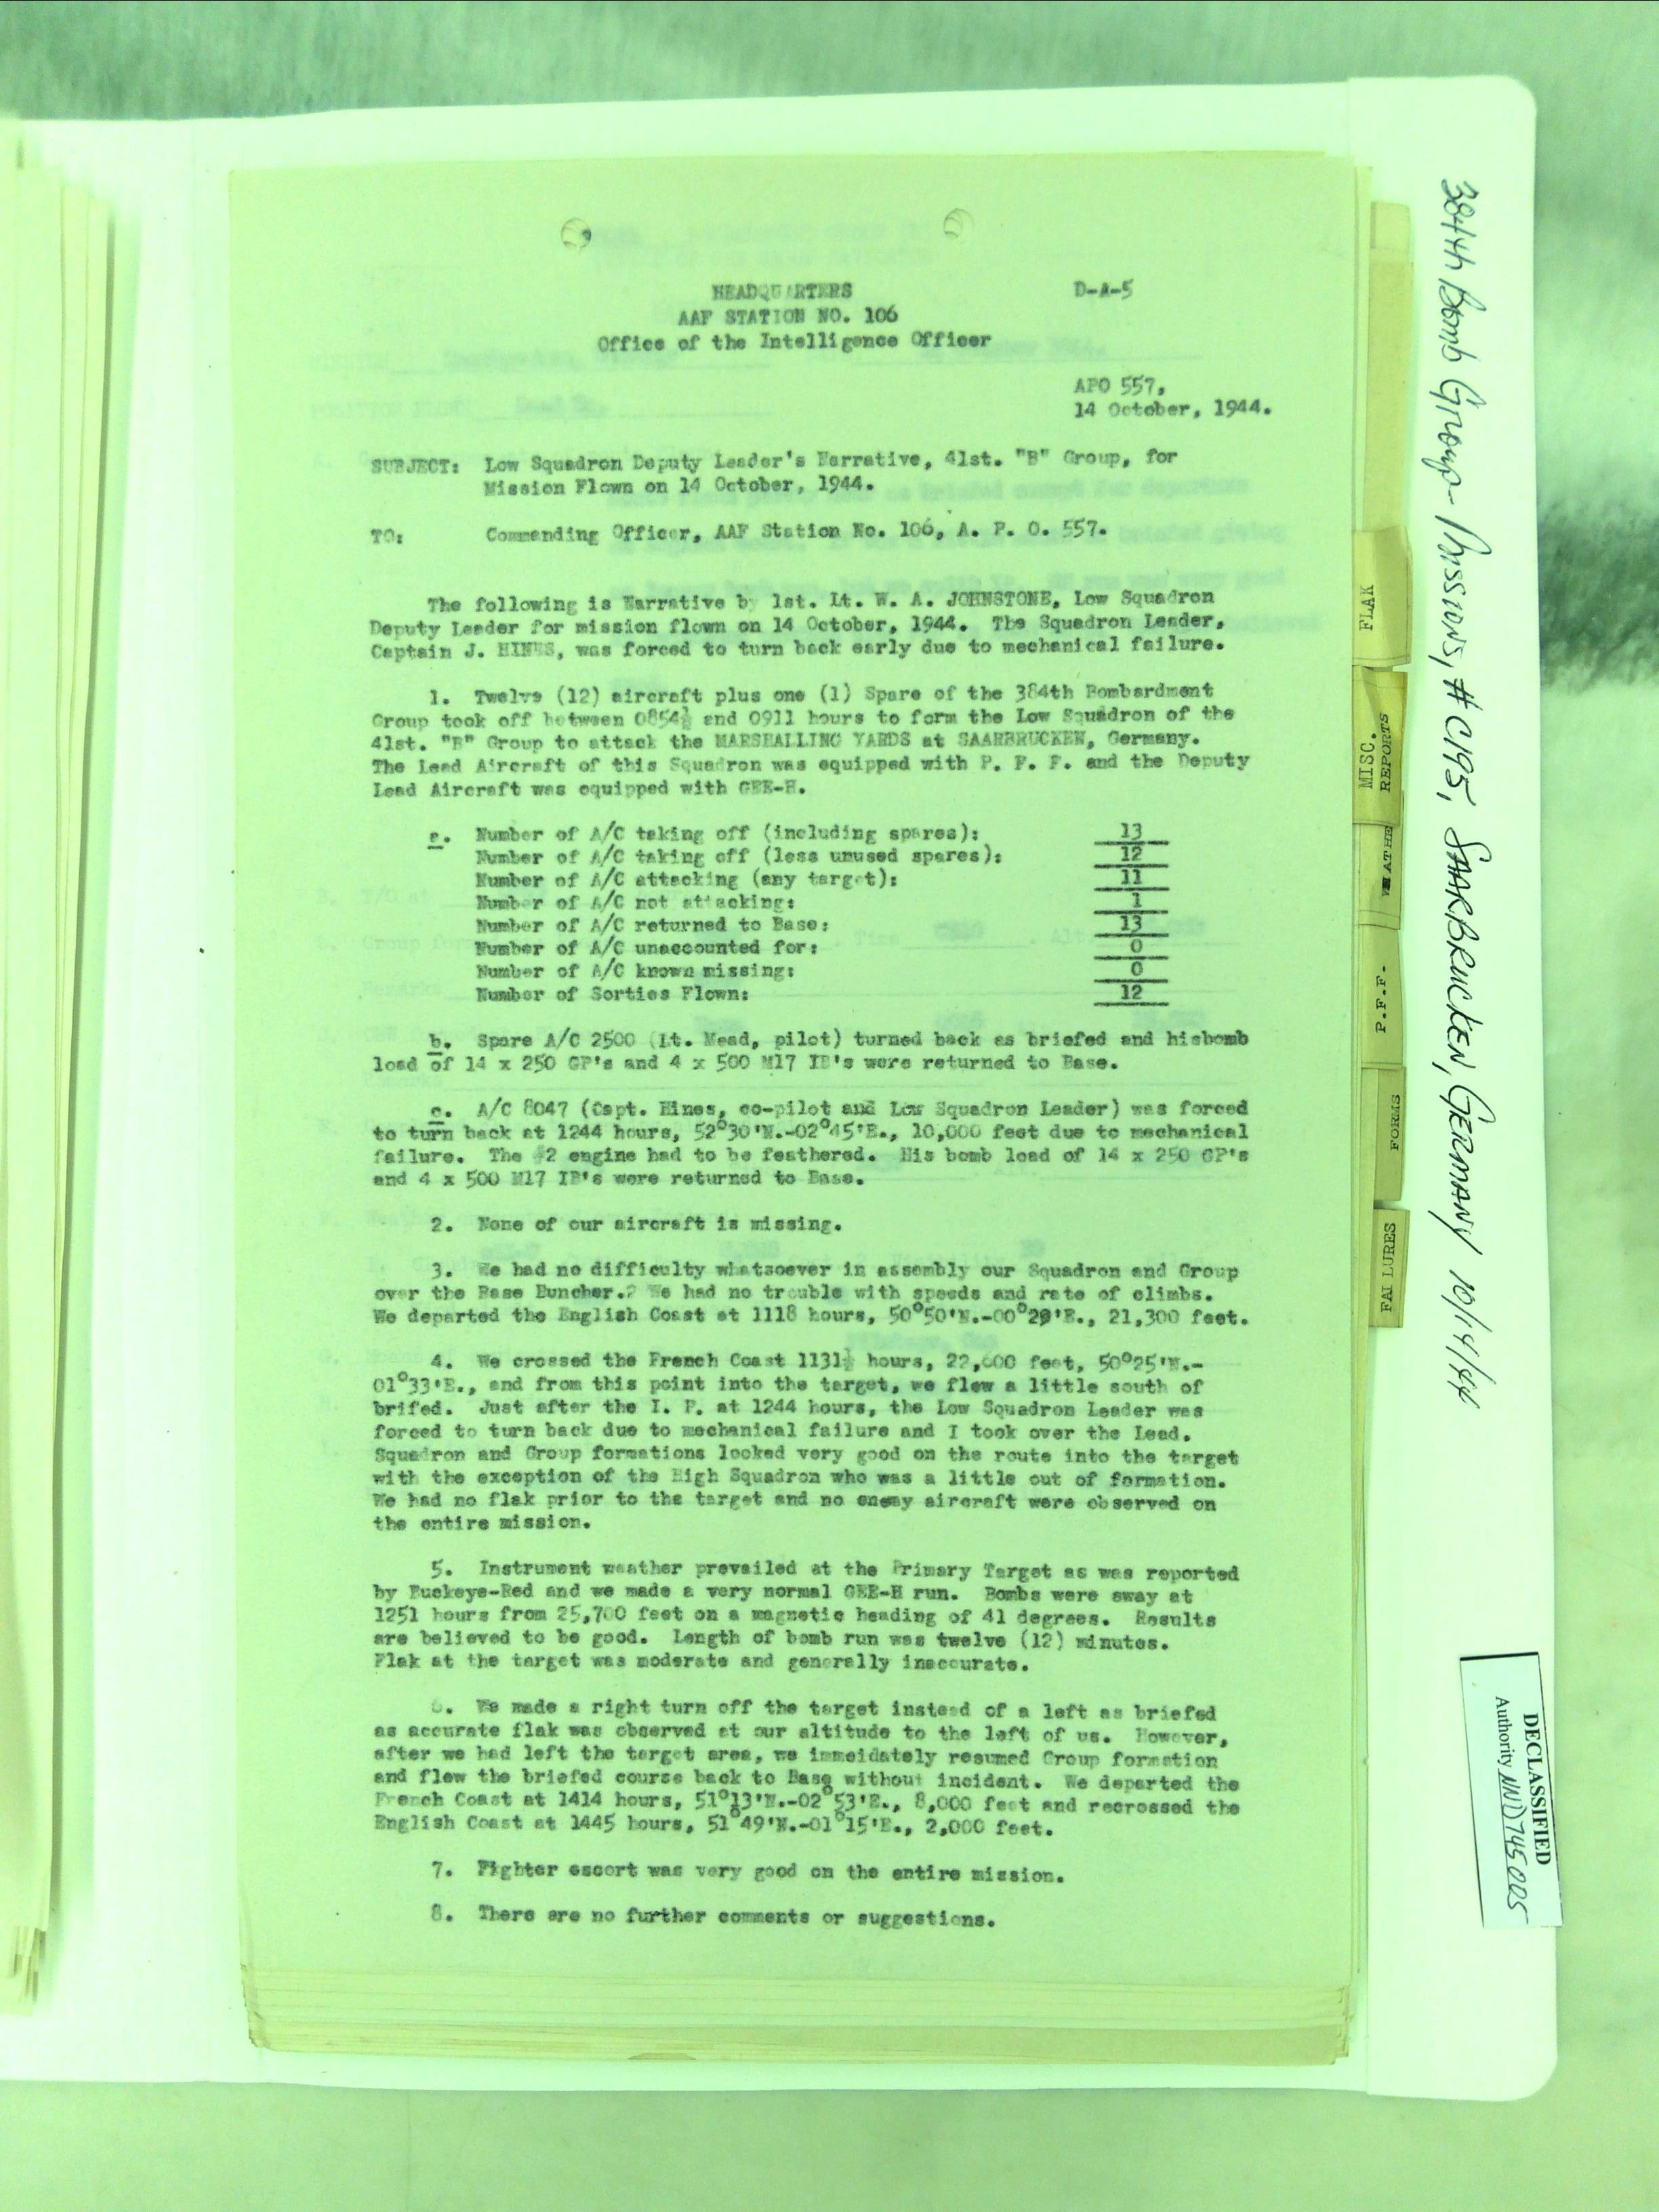 HEADQUARTERS
D-A-5
AAF STATION NO. 106
Office of the Intelligence Officer
APO 557,
14 October, 1944.
SUBJECT: Low Squadron Deputy Leader's Narrative, 41st. "B" Group, for
Mission Flown on 14 October, 1944.
TO: Commanding Officer, AAF Station No. 106, A. P. O. 557.
The following is Narrative by 1st. Lt. W. A. JOHNSTONE, Low Squadron
Deputy Leader for mission flown on 14 October, 1944. The Squadron Leader,
Captain J. HINES, was forced to turn back early due to mechanical failure.
1. Twelve (12) aircraft plus one (1) Spare of the 384th Bombardment
Group took off between 0854½ and 0911 hours to form the Low Squadron of the
41st. "B" Group to attack the MARSHALLING YARDS at SAARBRUCKEN, Germany.
The Lead Aircraft of this Squadron was equipped with P. F. F. and the Deputy
Lead Aircraft was equipped with GEE-H.
a. Number of A/C taking off (including spares): 13
Number of A/C taking off (less unused spares): 12
Number of A/C attacking (any target): 11
Number of A/C not attacking: 1
Number of A/C returned to Base: 13
Number of A/C unaccounted for: 0
Number of A/C known missing: 0
Number of Sorties Flown: 12
b. Spare A/C 2500 (Lt. Mead, pilot) turned back as briefed and hisbomb
load of 14 x 250 GP's and 4 x 500 M17 IB's were returned to Base.
c. A/C 8047 (Capt. Hines, co-pilot and Low Squadron Leader) was forced
to turn back at 1244 hours, 52°30'N.-02°45'E., 10,000 feet due to mechanical
failure. The #2 engine had to be feathered. His bomb load of 14 x 250 GP's
and 4 x 500 M17 IB's were returned to Base.
2. None of our aircraft is missing.
3. We had no difficulty whatsoever in assembly our Squadron and Group
over the Base Buncher. We had no trouble with speeds and rate of climbs.
We departed the English Coast at 1118 hours, 50°50'N.-00°20'E., 21,300 feet.
4. We crossed the French Coast 1131½ hours, 22,600 feet, 50°25'N.-
01°33'E., and from this point into the target, we flew a little south of
brifed. Just after the I. P. at 1244 hours, the Low Squadron Leader was
forced to turn back due to mechanical failure and I took over the Lead.
Squadron and Group formations looked very good on the route into the target
with the exception of the High Squadron who was a little out of formation.
We had no flak prior to the target and no enemy aircraft were observed on
the entire mission.
5. Instrument weather prevailed at the Primary Target as was reported
by Buckeye-Red and we made a very normal GEE-H run. Bombs were away at
1251 hours from 25,700 feet on a magnetic heading of 41 degrees. Results
are believed to be good. Length of bomb run was twelve (12) minutes.
Flak at the target was moderate and generally inaccurate.
6. We made a right turn off the target instead of a left as briefed
as accurate flak was observed at our altitude to the left of us. However,
after we had left the target area, we immeidately resumed Group formation
and flew the briefed course back to Base without incident. We departed the
French Coast at 1414 hours, 51°13'N.-02°53'E., 8,000 feet and recrossed the
English Coast at 1445 hours, 51°49'N.-01°15'E., 2,000 feet.
7. Fighter escort was very good on the entire mission.
8. There are no further comments or suggestions.
FLAK
MISC.
REPORTS
P.F.F.
FORMS
FAILURES
384th Bomb Group - Missions, #C195, SAARBRUCKEN, GERMANY 10/14/44
DECLASSIFIED
Authority NND745005